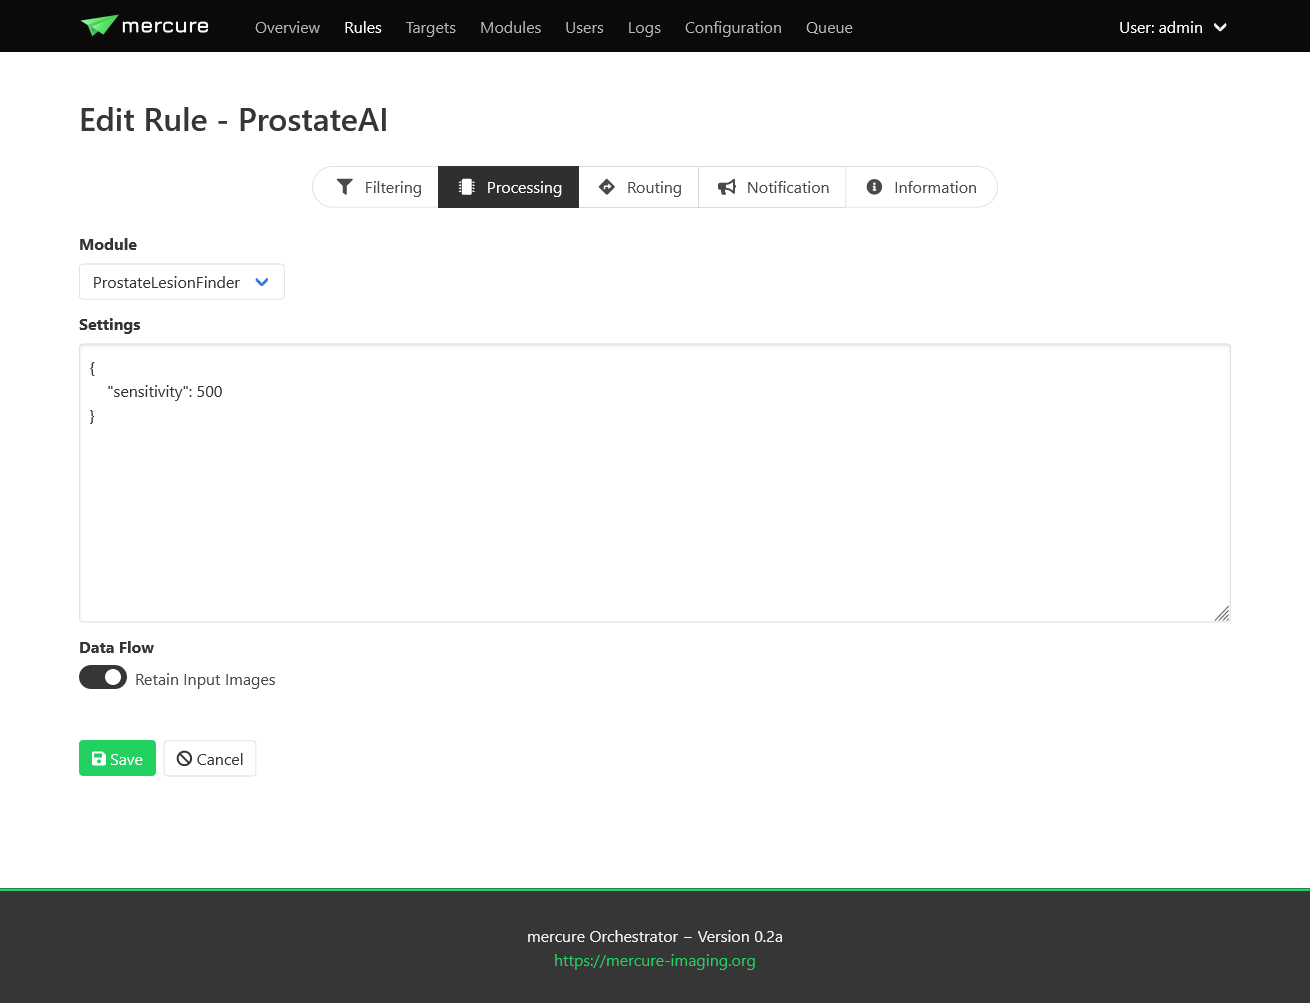 mercure Overview Rules Targets Modules Users Logs Configuration Queue User: admin
Edit Rule - ProstateAI
Filtering Processing Routing Notification Information
Module
ProstateLesionFinder
Settings
{
"sensitivity": 500
}
Data Flow
Retain Input Images
Save Cancel
mercure Orchestrator – Version 0.2a
https://mercure-imaging.org